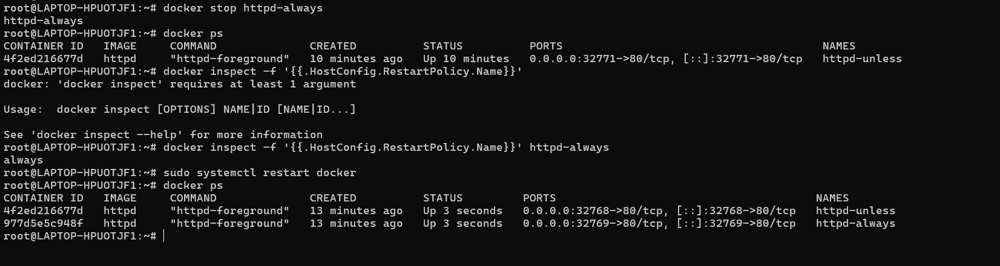 root@LAPTOP-HPUOTJF1:~# docker stop httpd-always
httpd-always
root@LAPTOP-HPUOTJF1:~# docker ps
CONTAINER ID   IMAGE     COMMAND              CREATED          STATUS          PORTS                                       NAMES
4f2ed216677d   httpd     "httpd-foreground"   10 minutes ago   Up 10 minutes   0.0.0.0:32771->80/tcp, [::]:32771->80/tcp   httpd-unless
root@LAPTOP-HPUOTJF1:~# docker inspect -f '{{.HostConfig.RestartPolicy.Name}}'
docker: 'docker inspect' requires at least 1 argument

Usage:  docker inspect [OPTIONS] NAME|ID [NAME|ID...]

See 'docker inspect --help' for more information
root@LAPTOP-HPUOTJF1:~# docker inspect -f '{{.HostConfig.RestartPolicy.Name}}' httpd-always
always
root@LAPTOP-HPUOTJF1:~# sudo systemctl restart docker
root@LAPTOP-HPUOTJF1:~# docker ps
CONTAINER ID   IMAGE     COMMAND              CREATED          STATUS         PORTS                                       NAMES
4f2ed216677d   httpd     "httpd-foreground"   13 minutes ago   Up 3 seconds   0.0.0.0:32768->80/tcp, [::]:32768->80/tcp   httpd-unless
977d5e5c948f   httpd     "httpd-foreground"   13 minutes ago   Up 3 seconds   0.0.0.0:32769->80/tcp, [::]:32769->80/tcp   httpd-always
root@LAPTOP-HPUOTJF1:~#